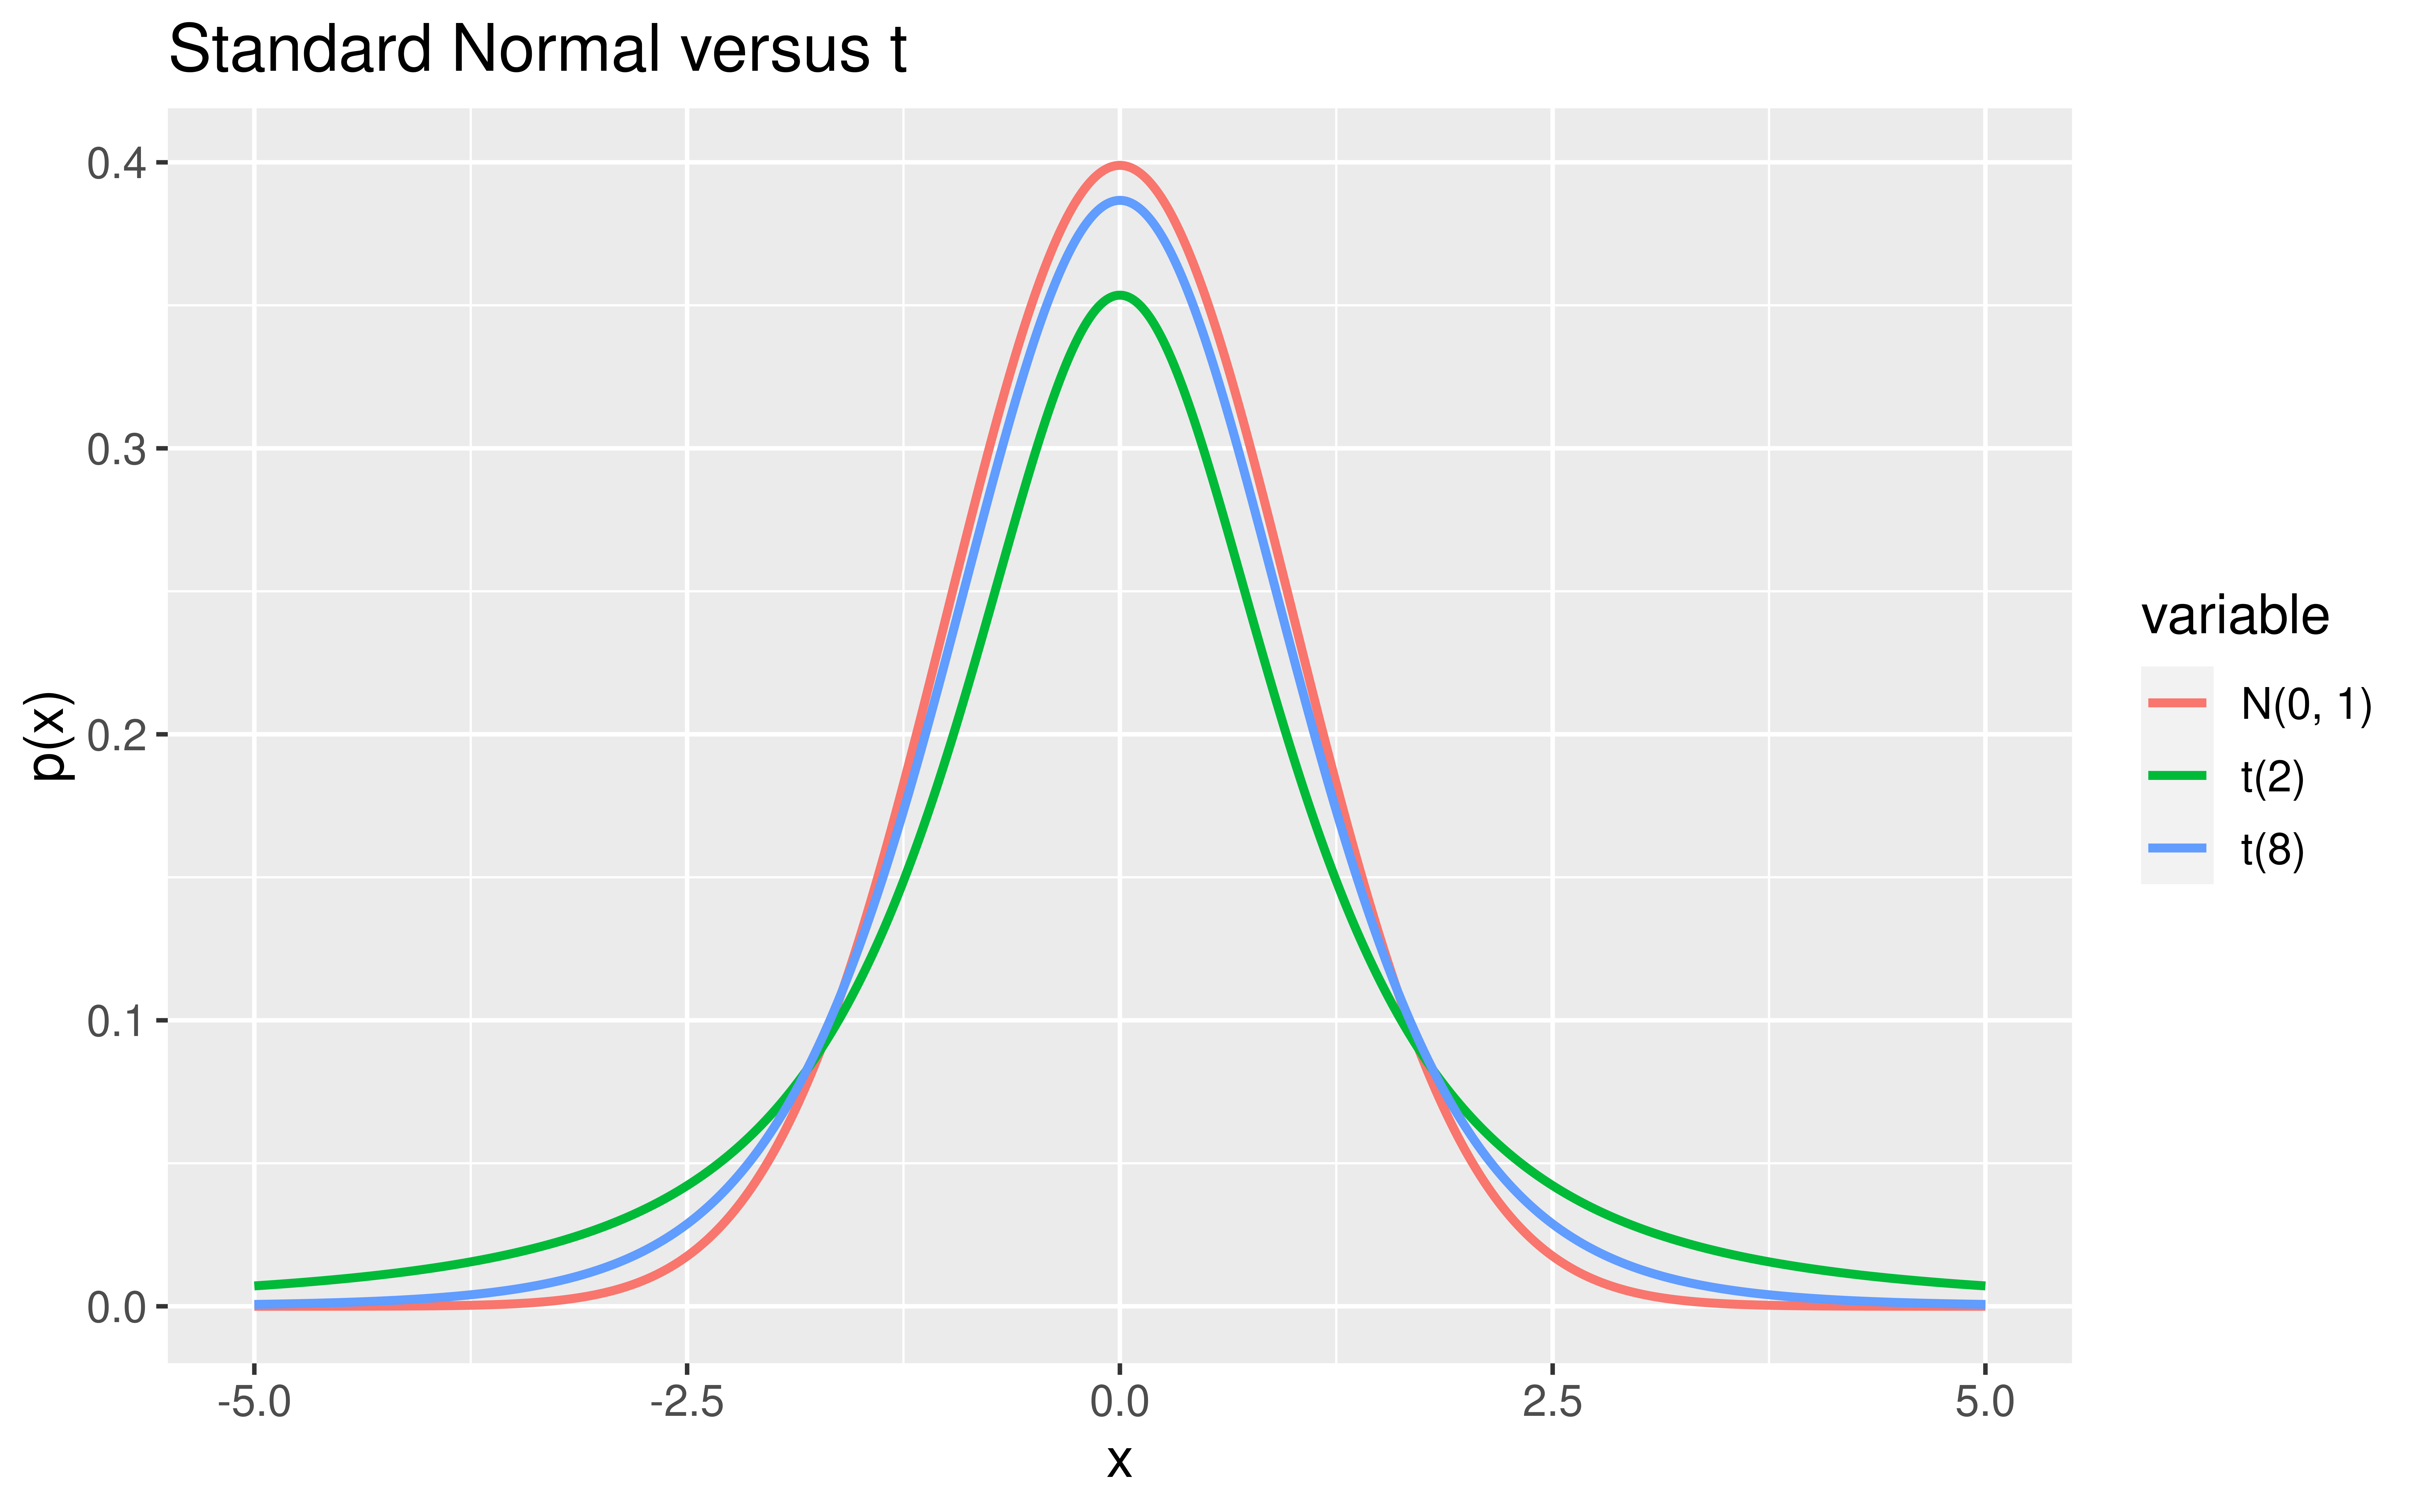 Standard Normal versus t
0.4
0.3
0.2
0.1
0.0
p(x)
-5.0 -2.5 0.0 2.5 5.0
x
variable
N(0, 1)
t(2)
t(8)